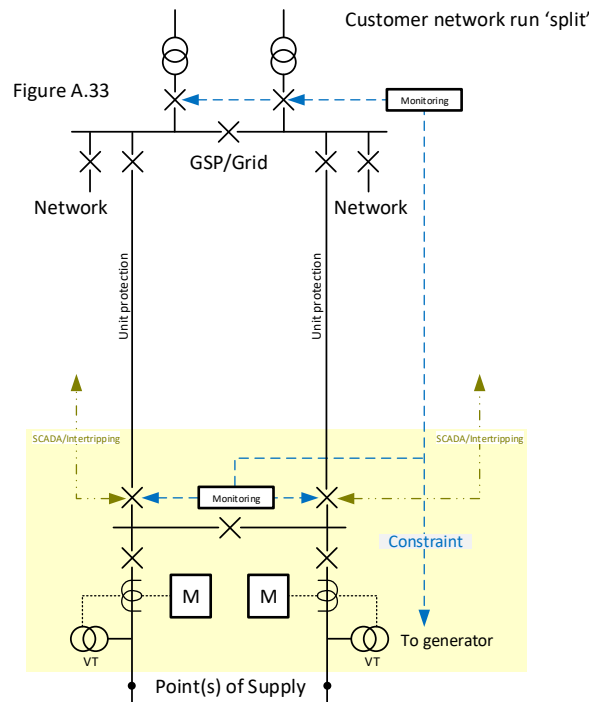 Customer network run ‘split’
Figure A.33
Monitoring
GSP/Grid
Network
Network
Unit protection
Unit protection
SCADA/Intertripping
SCADA/Intertripping
Monitoring
Constraint
M
M
VT
VT
To generator
Point(s) of Supply